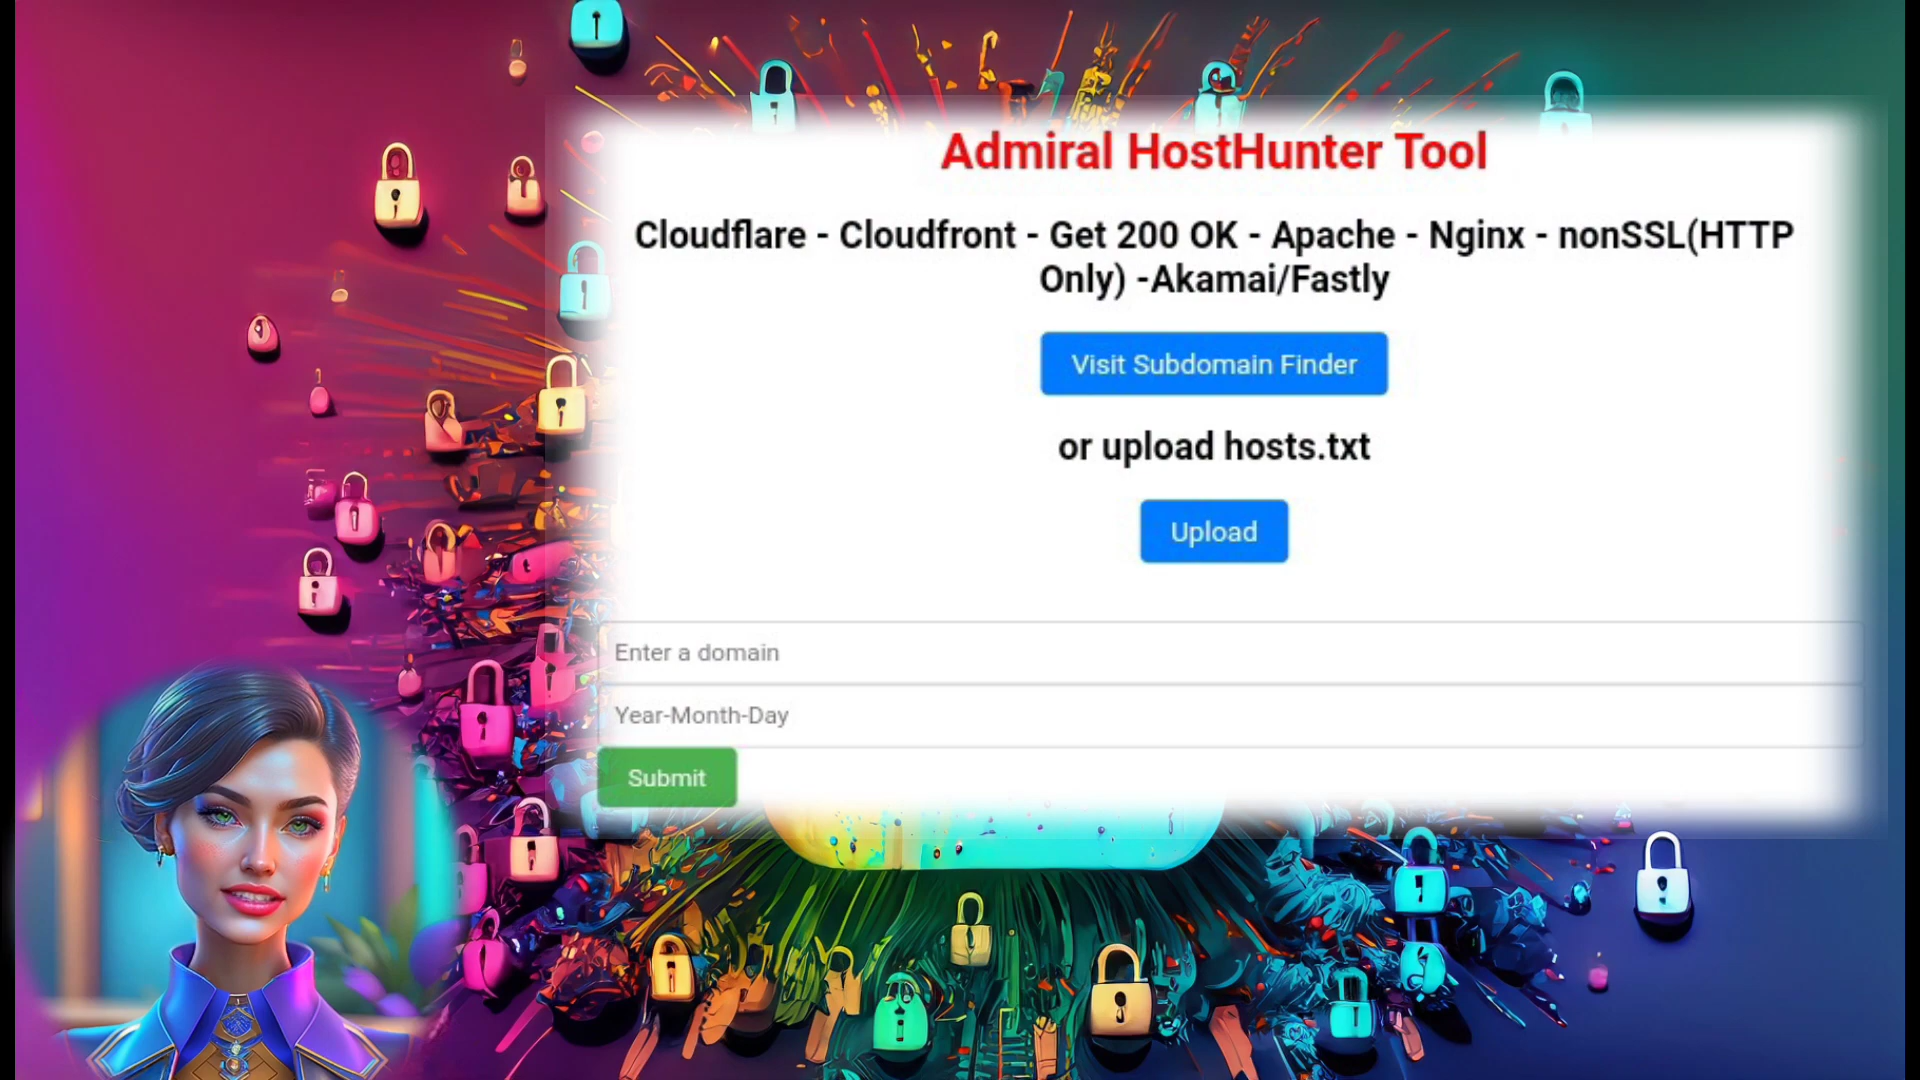 Admiral HostHunter Tool
Cloudflare - Cloudfront - Get 200 OK - Apache - Nginx - nonSSL(HTTP
Only) -Akamai/Fastly
Visit Subdomain Finder
or upload hosts.txt
Upload
Enter a domain
Year-Month-Day
Submit